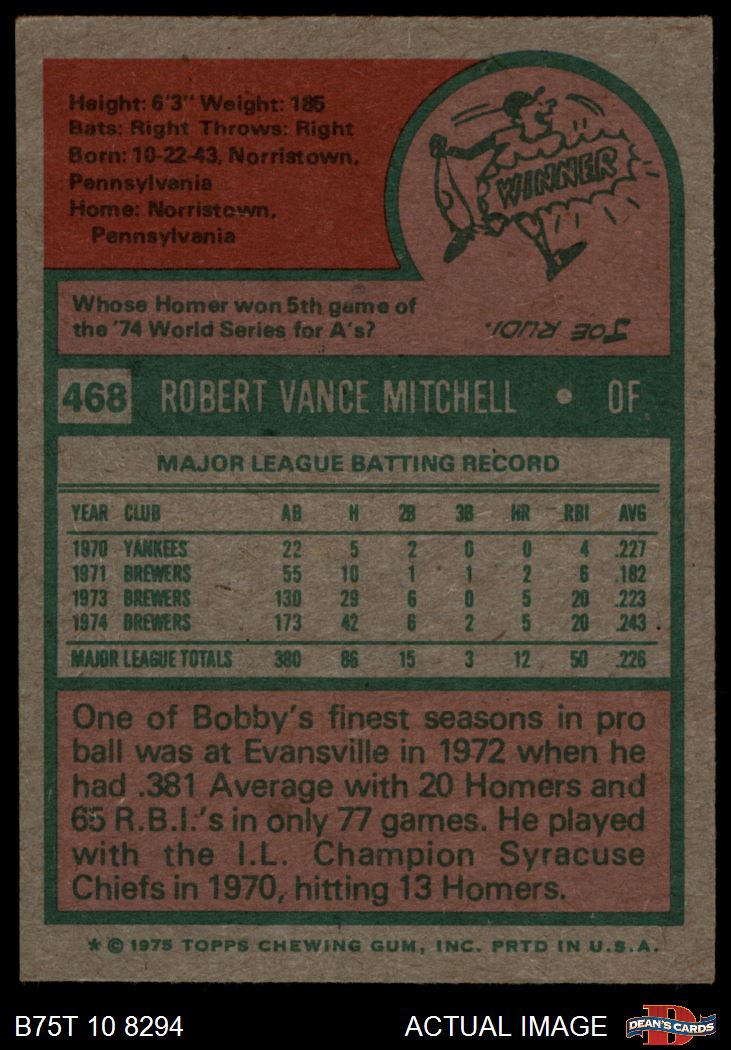 Height: 6'3" Weight: 185
Bats: Right Throws: Right
Born: 10-22-43, Norristown,
Pennsylvania
Home: Norristown,
Pennsylvania
WINNER
Whose Homer won 5th game of
the '74 World Series for A's?
JOE RUDI.
468 ROBERT VANCE MITCHELL • OF
MAJOR LEAGUE BATTING RECORD
YEAR CLUB AB H 2B 3B HR RBI AVG
1970 YANKEES 22 5 2 0 0 4 .227
1971 BREWERS 55 10 1 1 2 6 .182
1973 BREWERS 130 29 6 0 5 20 .223
1974 BREWERS 173 42 6 2 5 20 .243
MAJOR LEAGUE TOTALS 380 86 15 3 12 50 .226
One of Bobby's finest seasons in pro
ball was at Evansville in 1972 when he
had .381 Average with 20 Homers and
65 R.B.I.'s in only 77 games. He played
with the I.L. Champion Syracuse
Chiefs in 1970, hitting 13 Homers.
* © 1975 TOPPS CHEWING GUM, INC. PRTD IN U.S.A.
B75T 10 8294 ACTUAL IMAGE
D
DEAN'S CARDS